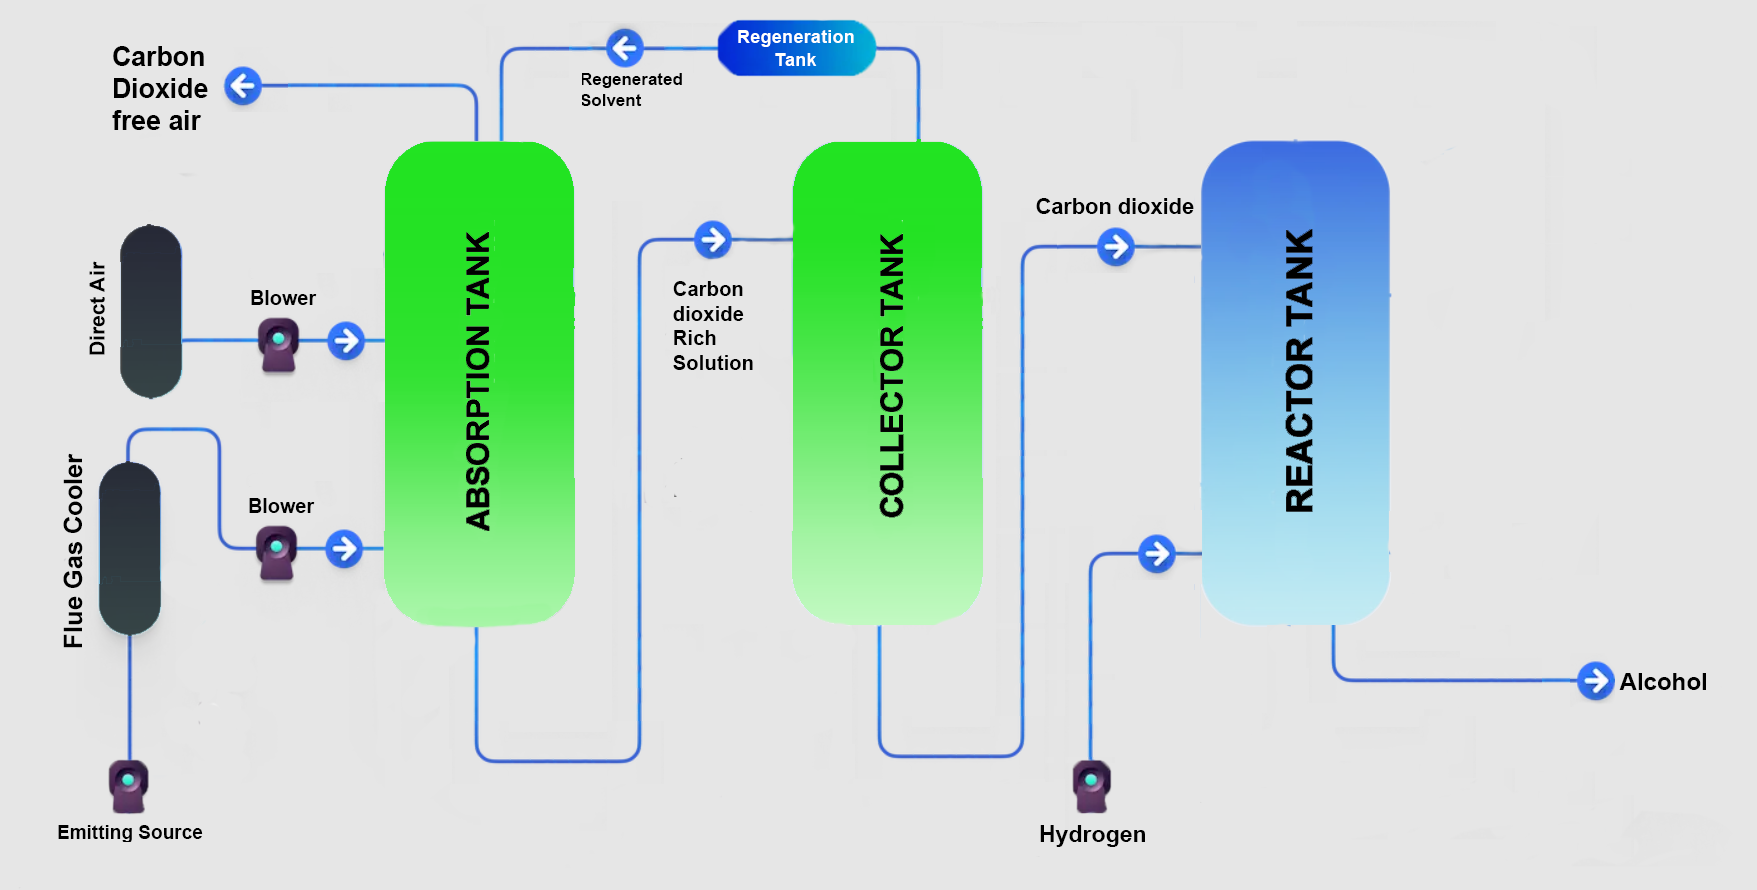 Carbon
Dioxide
free air
Regeneration
Tank
Regenerated
Solvent
Direct Air
Blower
ABSORPTION TANK
Carbon
dioxide
Rich
Solution
COLLECTOR TANK
Carbon dioxide
REACTOR TANK
Flue Gas Cooler
Blower
Emitting Source
Hydrogen
Alcohol